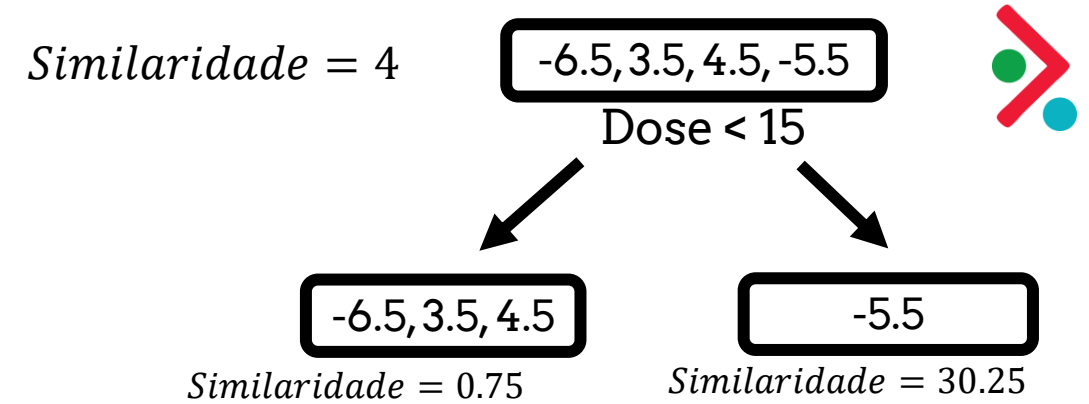 Similaridade = 4
-6.5, 3.5, 4.5, -5.5
Dose < 15
-6.5, 3.5, 4.5
-5.5
Similaridade = 0.75
Similaridade = 30.25